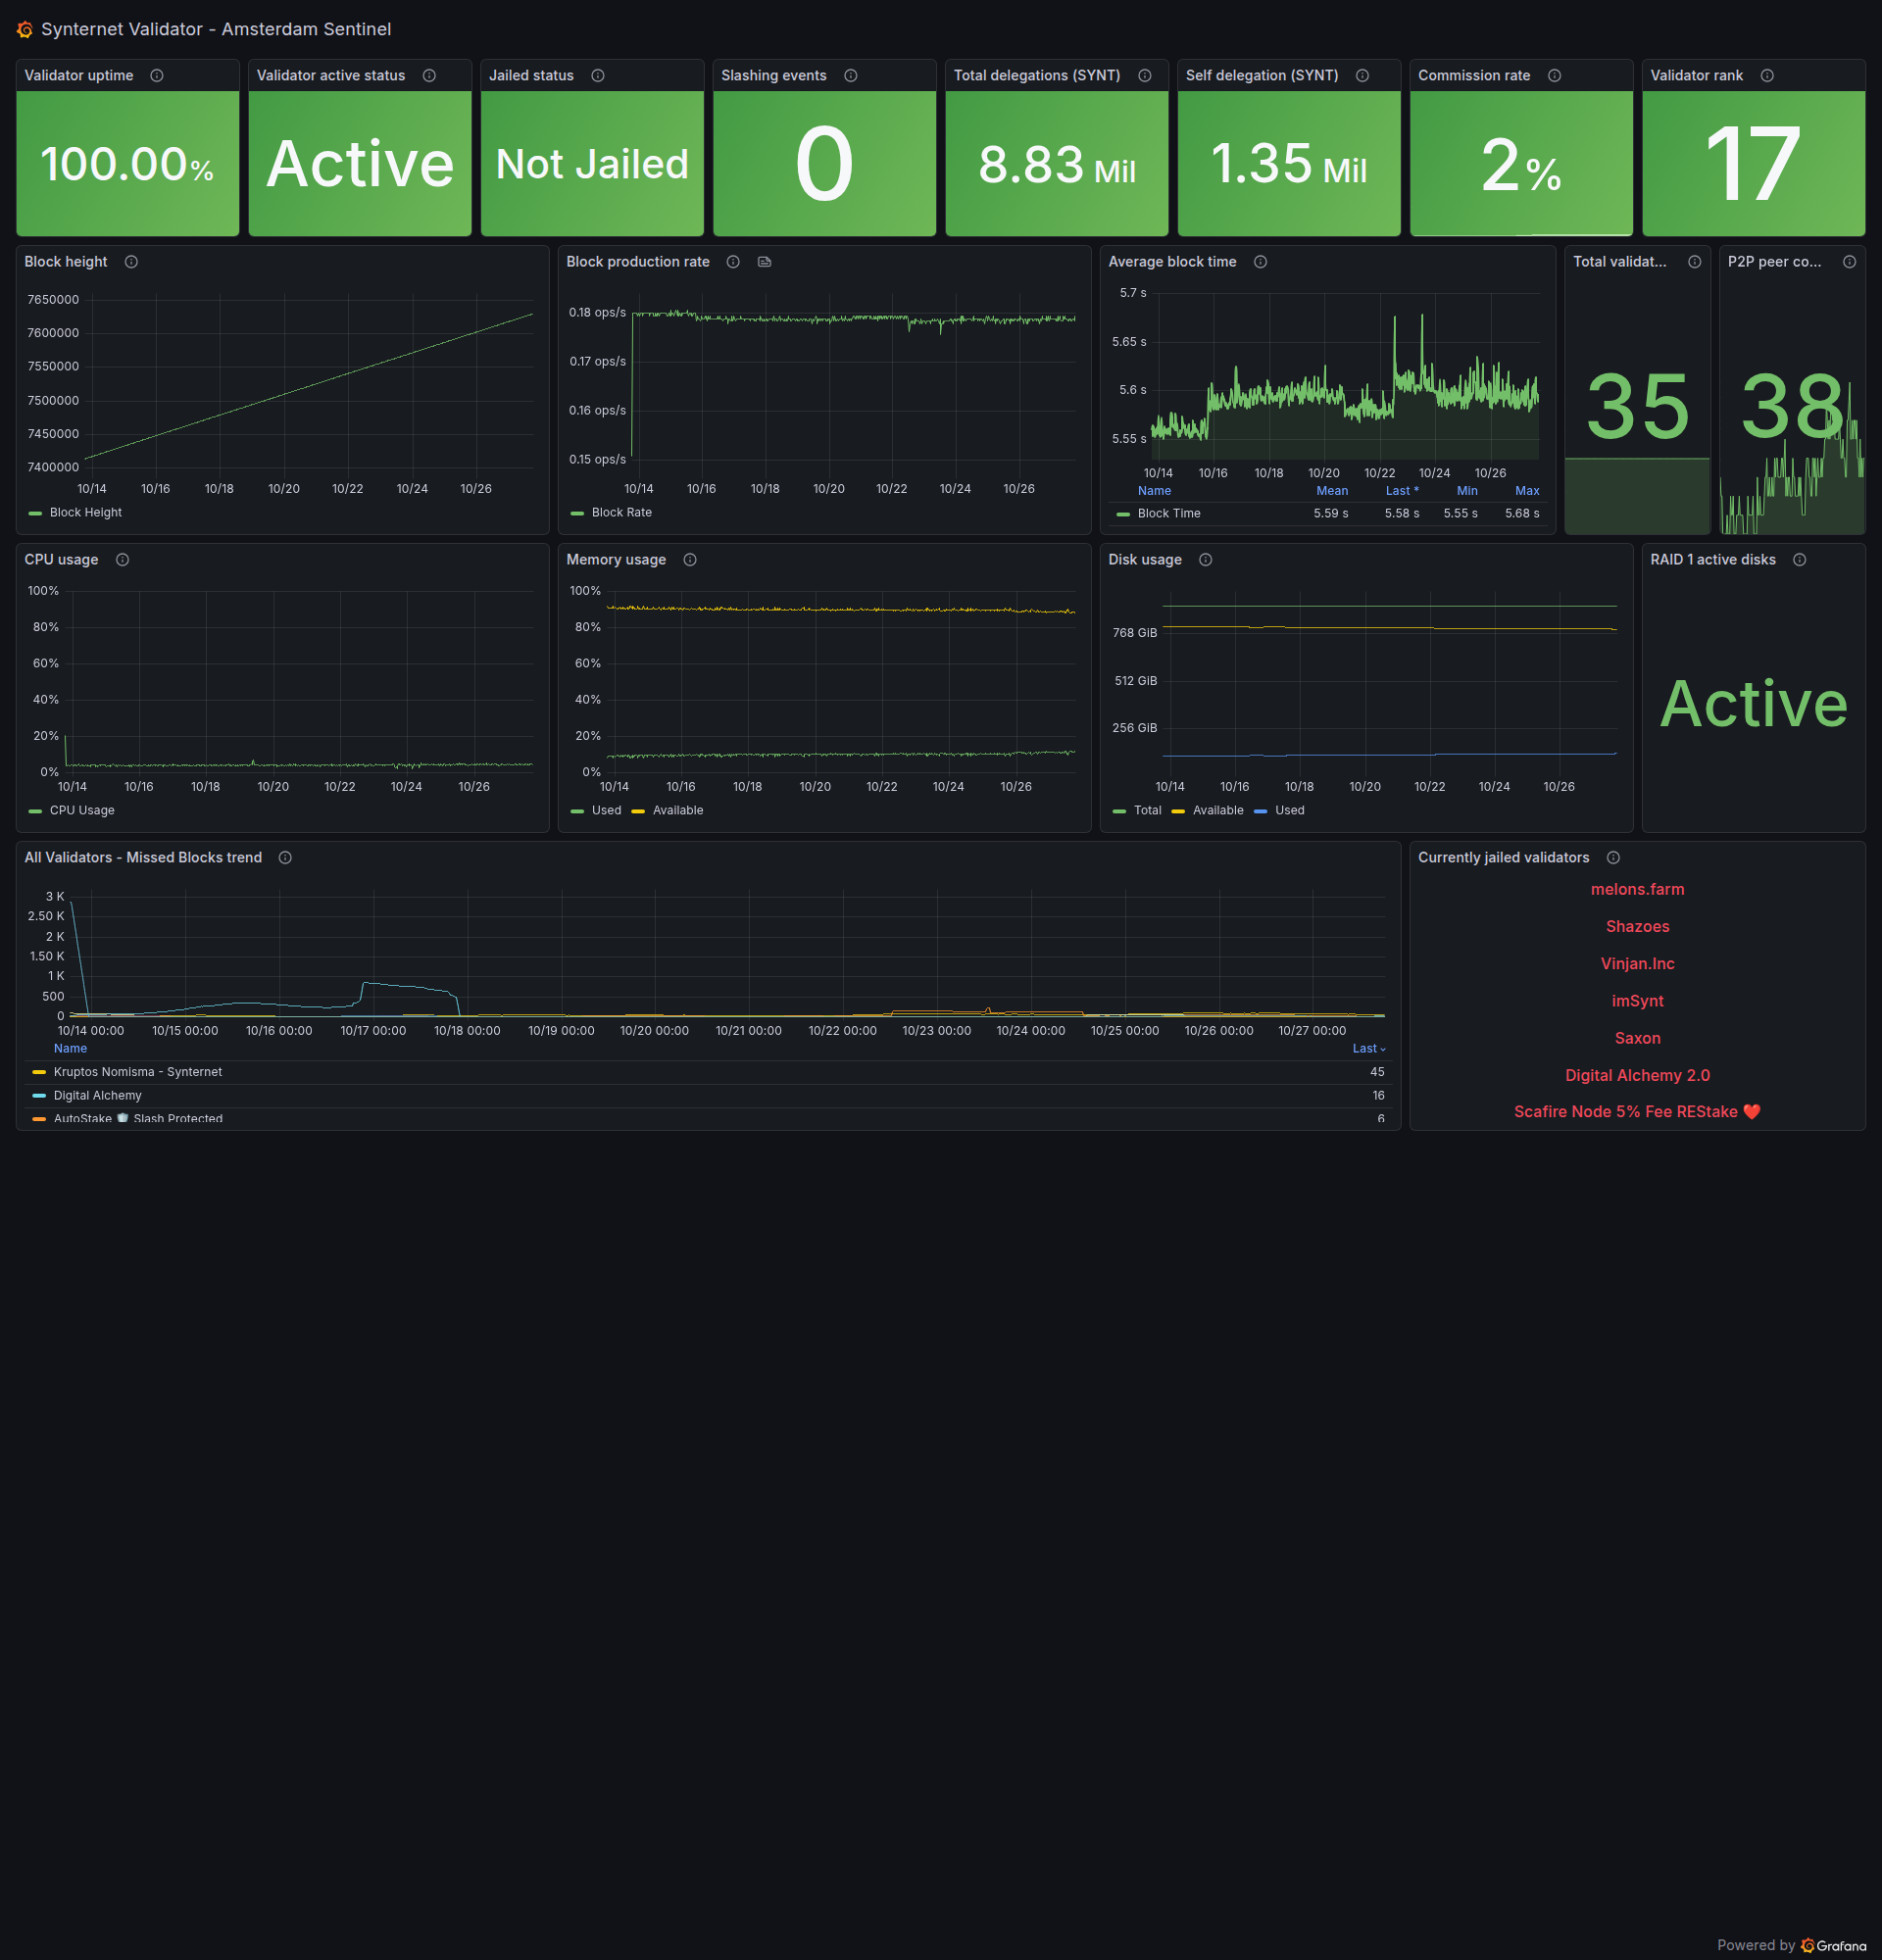 Synternet Validator - Amsterdam Sentinel
Validator uptime
100.00%
Validator active status
Active
Jailed status
Not Jailed
Slashing events
0
Total delegations (SYNT)
8.83 Mil
Self delegation (SYNT)
1.35 Mil
Commission rate
2%
Validator rank
17
Block height
7650000
7600000
7550000
7500000
7450000
7400000
10/14 10/16 10/18 10/20 10/22 10/24 10/26
Block Height
Block production rate
0.18 ops/s
0.17 ops/s
0.16 ops/s
0.15 ops/s
10/14 10/16 10/18 10/20 10/22 10/24 10/26
Block Rate
Average block time
5.7 s
5.65 s
5.6 s
5.55 s
10/14 10/16 10/18 10/20 10/22 10/24 10/26
Name Mean Last * Min Max
Block TIme 5.59 s 5.58 s 5.55 s 5.68 s
Total validat...
35
P2P peer co...
38
CPU usage
100%
80%
60%
40%
20%
0%
10/14 10/16 10/18 10/20 10/22 10/24 10/26
CPU Usage
Memory usage
100%
80%
60%
40%
20%
0%
10/14 10/16 10/18 10/20 10/22 10/24 10/26
Used Available
Disk usage
768 GiB
512 GiB
256 GiB
10/14 10/16 10/18 10/20 10/22 10/24 10/26
Total Available Used
RAID 1 active disks
Active
All Validators - Missed Blocks trend
3 K
2.50 K
2 K
1.50 K
1 K
500
0
10/14 00:00 10/15 00:00 10/16 00:00 10/17 00:00 10/18 00:00 10/19 00:00 10/20 00:00 10/21 00:00 10/22 00:00 10/23 00:00 10/24 00:00 10/25 00:00 10/26 00:00 10/27 00:00
Name Last
Kruptos Nomisma - Synternet 45
Digital Alchemy 16
AutoStake 🛡️ Slash Protected 6
Currently jailed validators
melons.farm
Shazoes
Vinjan.Inc
imSynt
Saxon
Digital Alchemy 2.0
Scafire Node 5% Fee REStake ❤️
Powered by Grafana